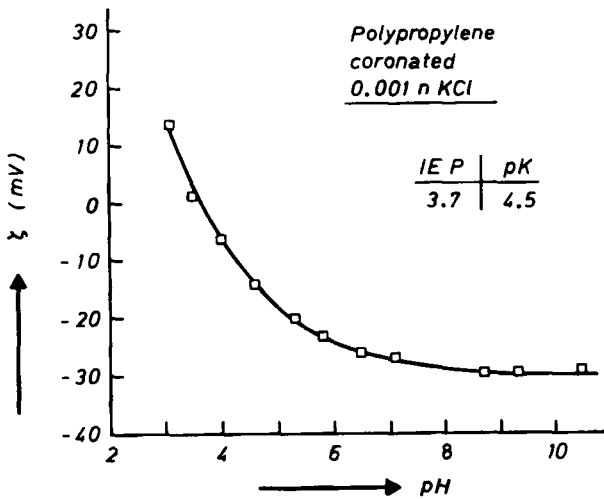 Polypropylene
coronated
0.001 n KCl
IEP pK
3.7 4.5
30
20
10
0
-10
-20
-30
-40
ζ (mV)
2 4 6 8 10
pH